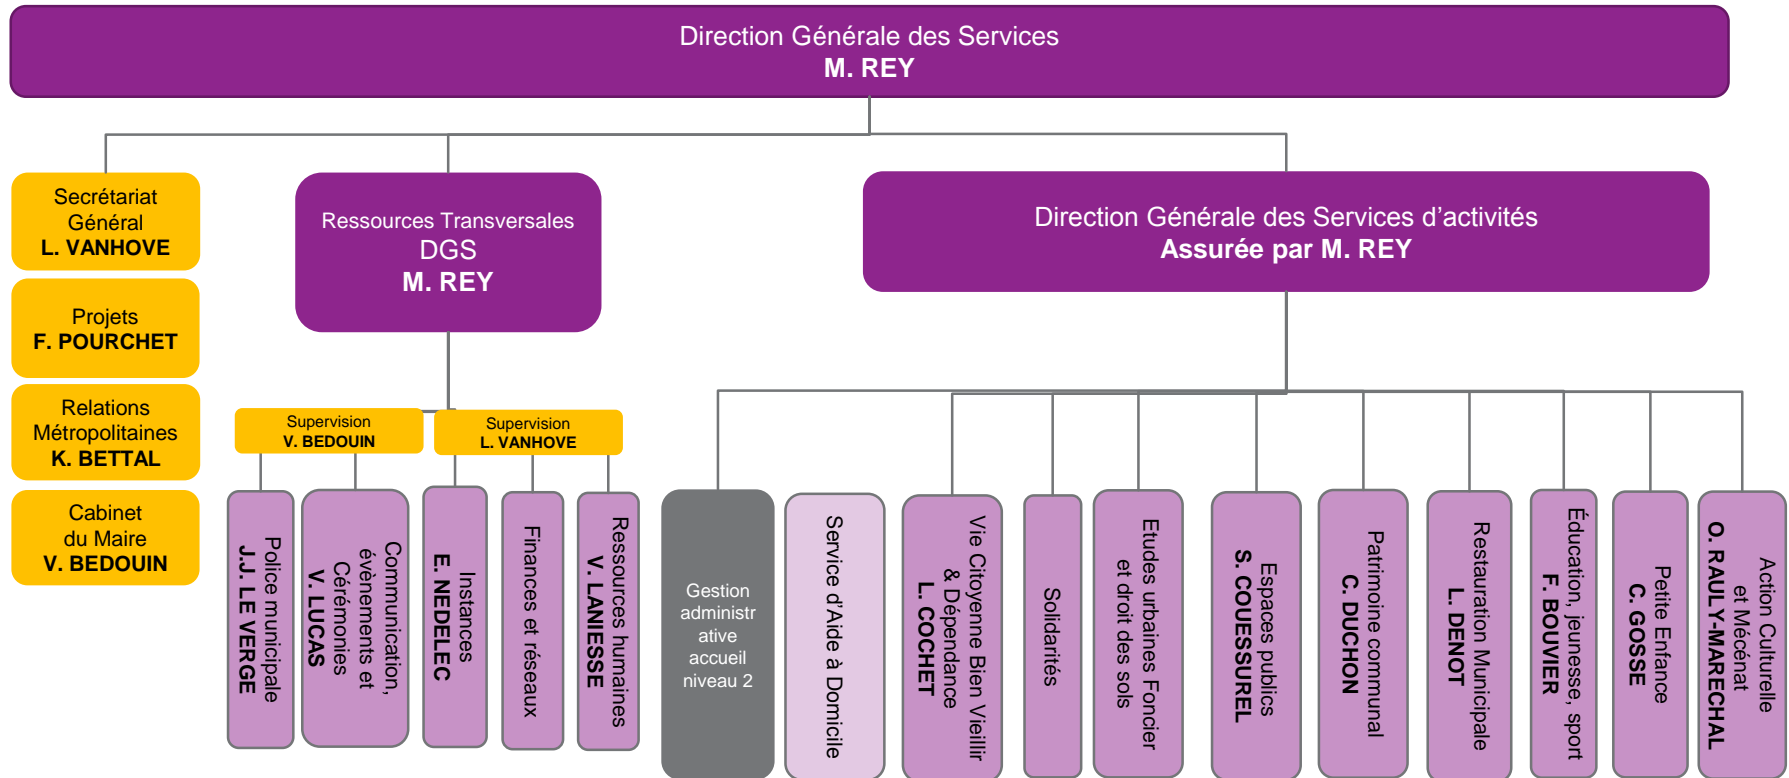 Direction Générale des Services
M. REY
Secrétariat
Général
L. VANHOVE
Projets
F. POURCHET
Relations
Métropolitaines
K. BETTAL
Cabinet
du Maire
V. BEDOUIN
Ressources Transversales
DGS
M. REY
Direction Générale des Services d’activités
Assurée par M. REY
Supervision
V. BEDOUIN
Supervision
L. VANHOVE
Police municipale
J.J. LE VERGE
Communication,
évènements et
Cérémonies
V. LUCAS
Instances
E. NEDELEC
Finances et réseaux
Ressources humaines
V. LANIESSE
Gestion
administr
ative
accueil
niveau 2
Service d’Aide à Domicile
Vie Citoyenne Bien Vieillir
& Dépendance
L. COCHET
Solidarités
Etudes urbaines Foncier
et droit des sols
Espaces publics
S. COUESSUREL
Patrimoine communal
C. DUCHON
Restauration Municipale
L. DENOT
Éducation, jeunesse, sport
F. BOUVIER
Petite Enfance
C. GOSSE
Action Culturelle
et Mécénat
O. RAULY-MARECHAL